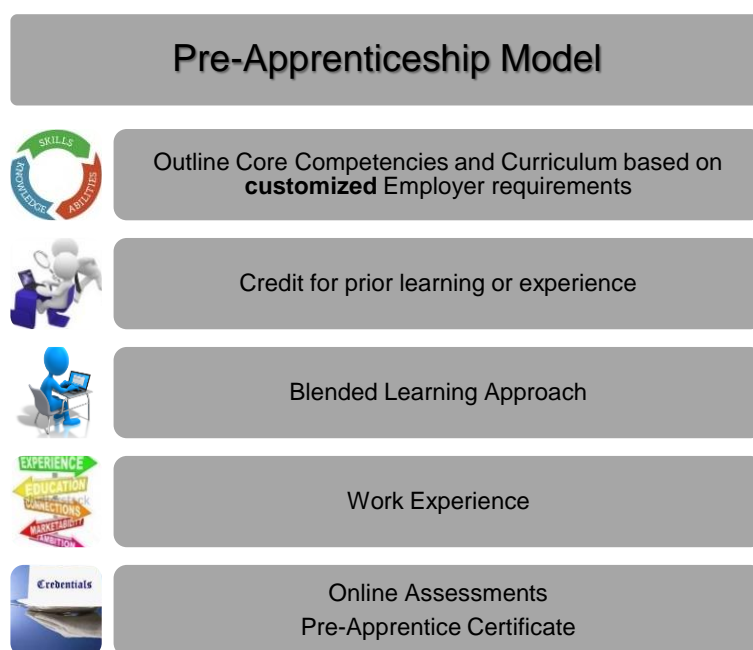 Pre-Apprenticeship Model
SKILLS
KNOWLEDGE
ABILITIES
Outline Core Competencies and Curriculum based on
customized Employer requirements
Credit for prior learning or experience
Blended Learning Approach
EXPERIENCE
EDUCATION
CONNECTIONS
MARKETABILITY
AMBITION
Work Experience
Credentials
Online Assessments
Pre-Apprentice Certificate